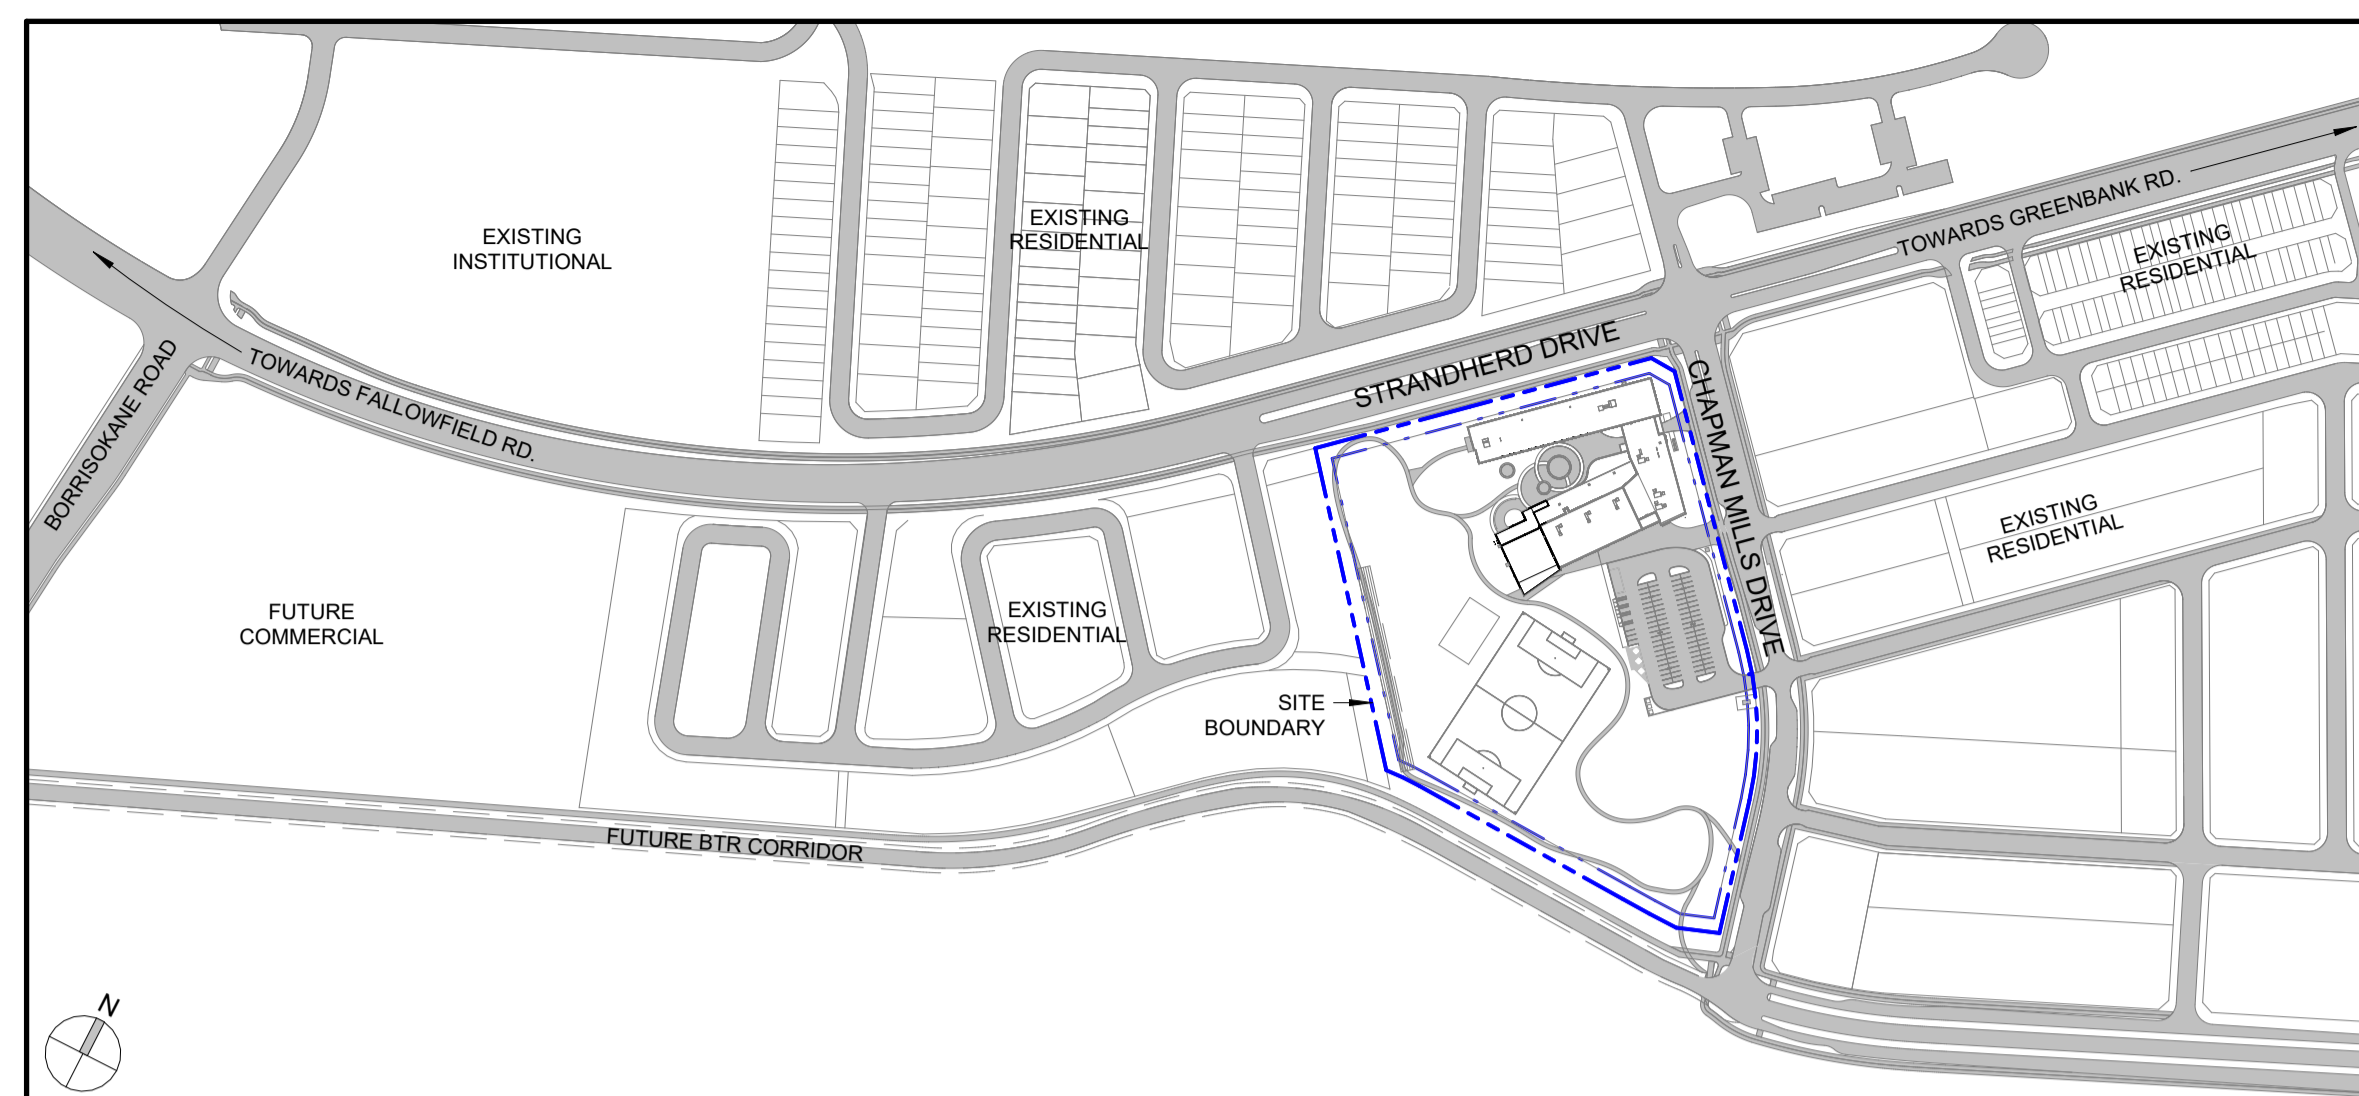 EXISTING
INSTITUTIONAL
EXISTING
RESIDENTIAL
TOWARDS GREENBANK RD.
EXISTING
RESIDENTIAL
STRANDHERD DRIVE
CHAPMAN MILLS DRIVE
TOWARDS FALLOWFIELD RD.
BORRISOKANE ROAD
EXISTING
RESIDENTIAL
FUTURE
COMMERCIAL
EXISTING
RESIDENTIAL
SITE
BOUNDARY
FUTURE BTR CORRIDOR
N